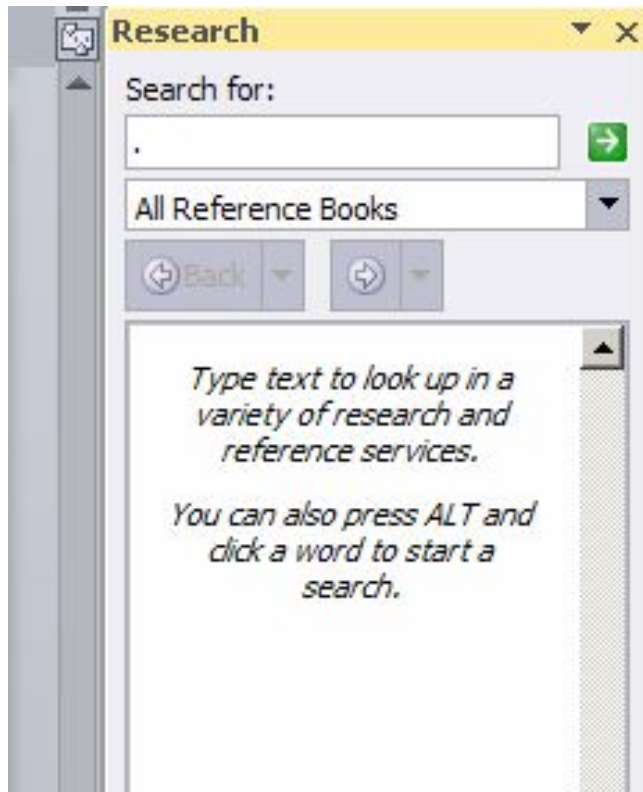 Research
Search for:
.
All Reference Books
Back
Type text to look up in a
variety of research and
reference services.
You can also press ALT and
click a word to start a
search.